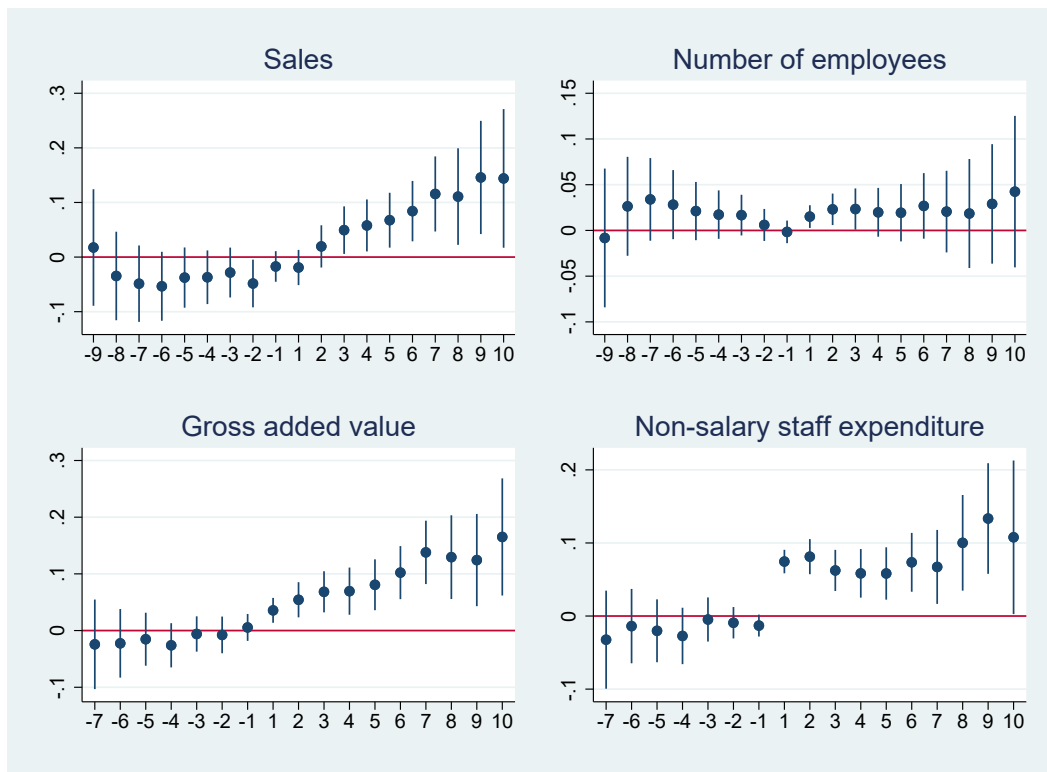 Sales
.3
.2
.1
0
-.1
-9 -8 -7 -6 -5 -4 -3 -2 -1 1 2 3 4 5 6 7 8 9 10
Number of employees
.15
.1
.05
0
-.05
-.1
-9 -8 -7 -6 -5 -4 -3 -2 -1 1 2 3 4 5 6 7 8 9 10
Gross added value
.3
.2
.1
0
-.1
-7 -6 -5 -4 -3 -2 -1 1 2 3 4 5 6 7 8 9 10
Non-salary staff expenditure
.2
.1
0
-.1
-7 -6 -5 -4 -3 -2 -1 1 2 3 4 5 6 7 8 9 10